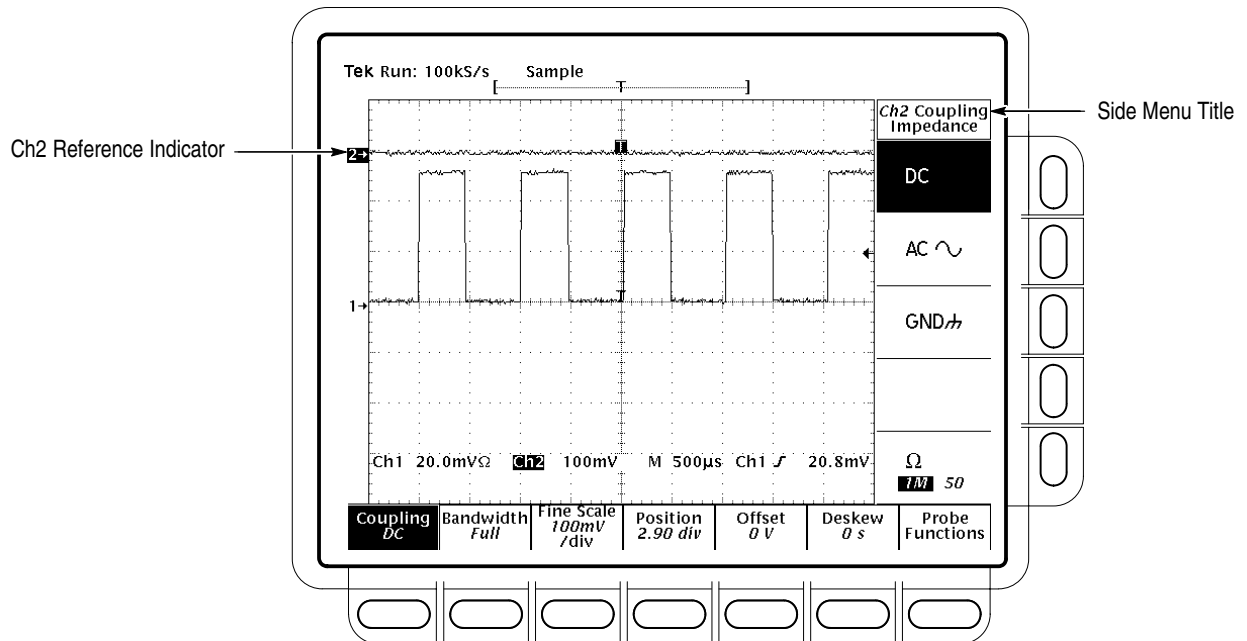 Tek Run: 100kS/s Sample
[ T ]
Ch2 Reference Indicator
2→
T
Ch2 Coupling
Impedance
Side Menu Title
DC
AC
GND
1→
T
Ch1 20.0mVΩ Ch2 100mV M 500µs Ch1 20.8mV
Ω
1M 50
Coupling
DC
Bandwidth
Full
Fine Scale
100mV
/div
Position
2.90 div
Offset
0 V
Deskew
0 s
Probe
Functions